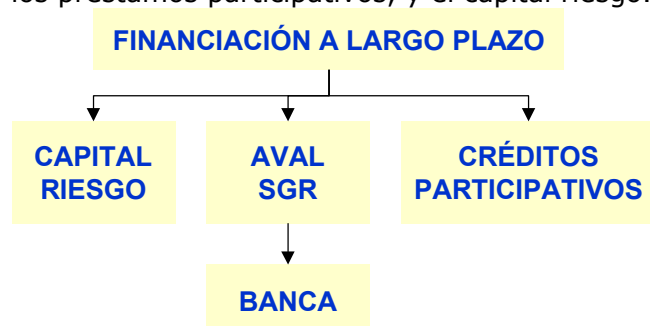 los préstamos participativos, y el capital riesgo.
FINANCIACIÓN A LARGO PLAZO
CAPITAL
RIESGO
AVAL
SGR
CRÉDITOS
PARTICIPATIVOS
BANCA